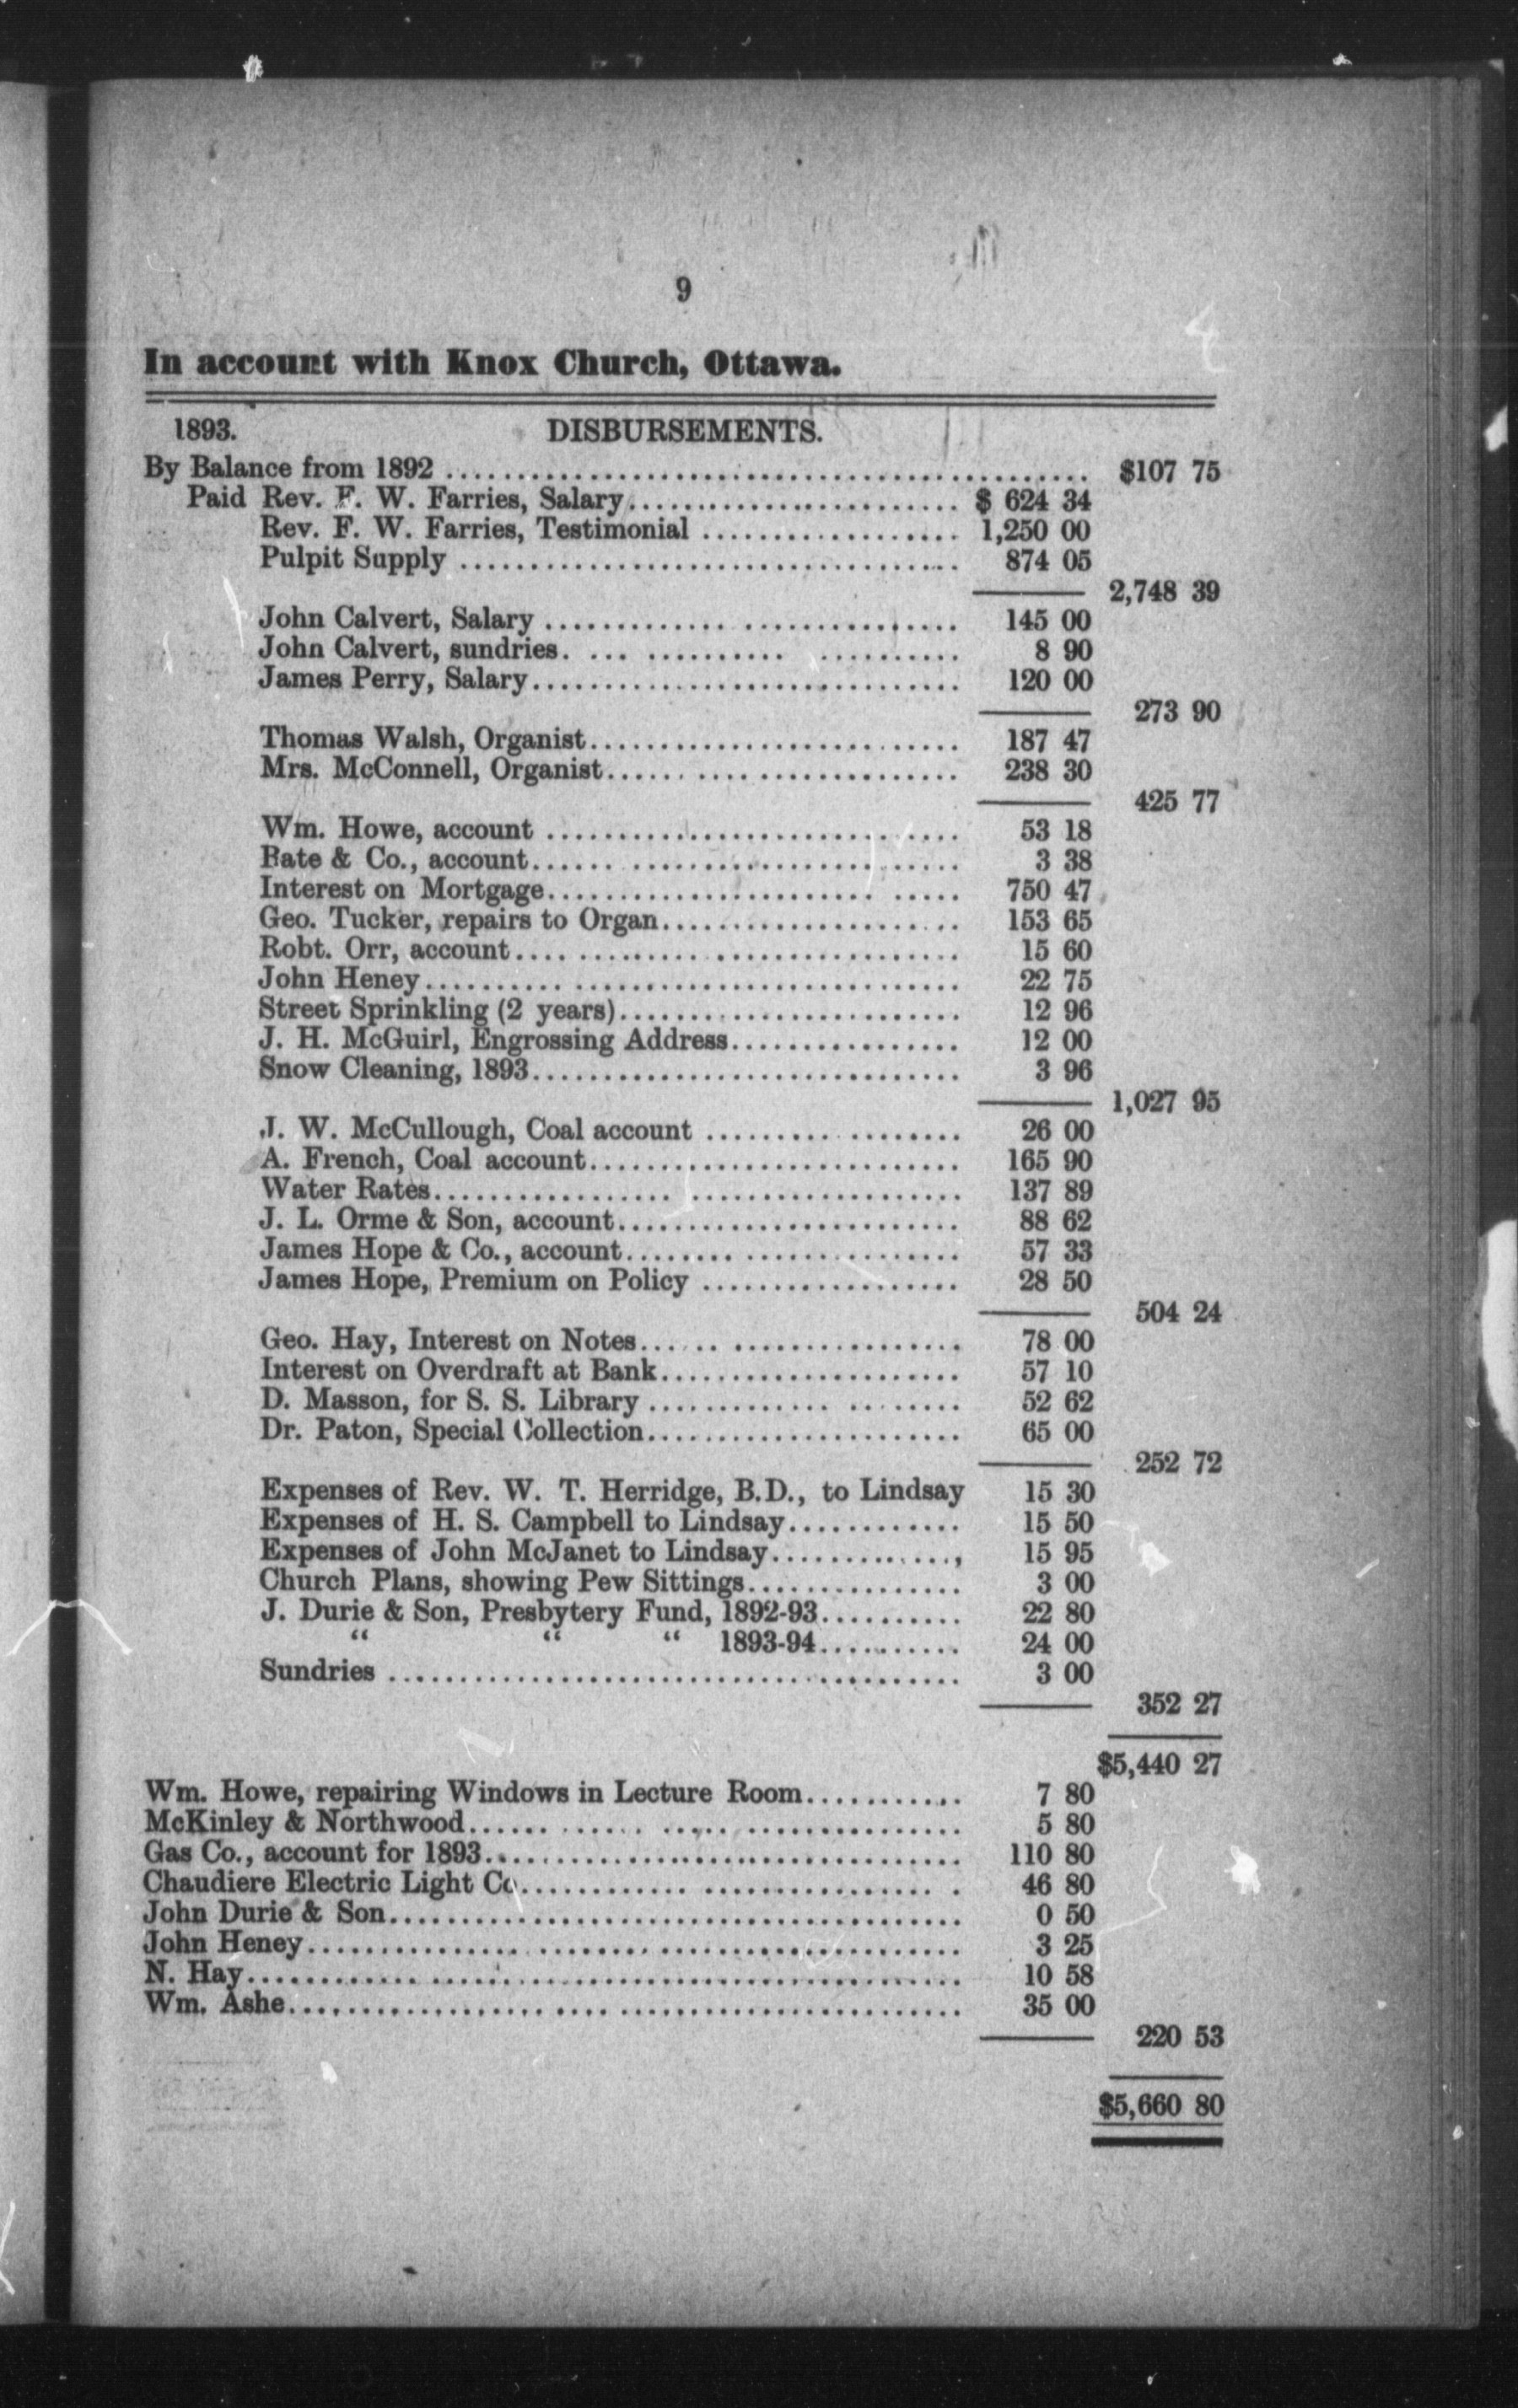 9
In account with Knox Church, Ottawa.
1893. DISBURSEMENTS.
By Balance from 1892 ............ $107 75
Paid Rev. F. W. Farries, Salary............ $ 624 34
Rev. F. W. Farries, Testimonial ............ 1,250 00
Pulpit Supply ............ 874 05
2,748 39
John Calvert, Salary ............ 145 00
John Calvert, sundries............. 8 90
James Perry, Salary............ 120 00
273 90
Thomas Walsh, Organist............ 187 47
Mrs. McConnell, Organist............ 238 30
425 77
Wm. Howe, account ............ 53 18
Bate & Co., account............ 3 38
Interest on Mortgage............ 750 47
Geo. Tucker, repairs to Organ............ 153 65
Robt. Orr, account............ 15 60
John Heney............ 22 75
Street Sprinkling (2 years)............ 12 96
J. H. McGuirl, Engrossing Address............ 12 00
Snow Cleaning, 1893............ 3 96
1,027 95
J. W. McCullough, Coal account ............ 26 00
A. French, Coal account............ 165 90
Water Rates............ 137 89
J. L. Orme & Son, account............ 88 62
James Hope & Co., account............ 57 33
James Hope, Premium on Policy ............ 28 50
504 24
Geo. Hay, Interest on Notes............ 78 00
Interest on Overdraft at Bank............ 57 10
D. Masson, for S. S. Library ............ 52 62
Dr. Paton, Special Collection............ 65 00
252 72
Expenses of Rev. W. T. Herridge, B.D., to Lindsay 15 30
Expenses of H. S. Campbell to Lindsay............ 15 50
Expenses of John McJanet to Lindsay............, 15 95
Church Plans, showing Pew Sittings............ 3 00
J. Durie & Son, Presbytery Fund, 1892-93............ 22 80
“ “ “ 1893-94............ 24 00
Sundries ............ 3 00
352 27
$5,440 27
Wm. Howe, repairing Windows in Lecture Room............ 7 80
McKinley & Northwood............ 5 80
Gas Co., account for 1893............ 110 80
Chaudiere Electric Light Co............. 46 80
John Durie & Son............ 0 50
John Heney............ 3 25
N. Hay............ 10 58
Wm. Ashe............ 35 00
220 53
$5,660 80